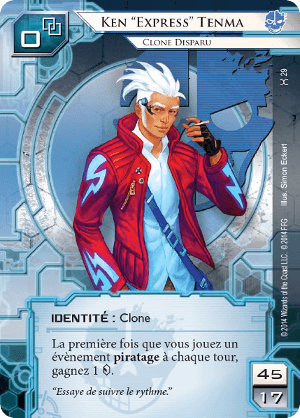 0
KEN “EXPRESS” TENMA
CLONE DISPARU
29
Illus. Simon Eckert
© 2014 Wizards of the Coast LLC. © 2014 FFG
IDENTITÉ : Clone
La première fois que vous jouez un
évènement piratage à chaque tour,
gagnez 1
“Essaye de suivre le rythme.”
45
17